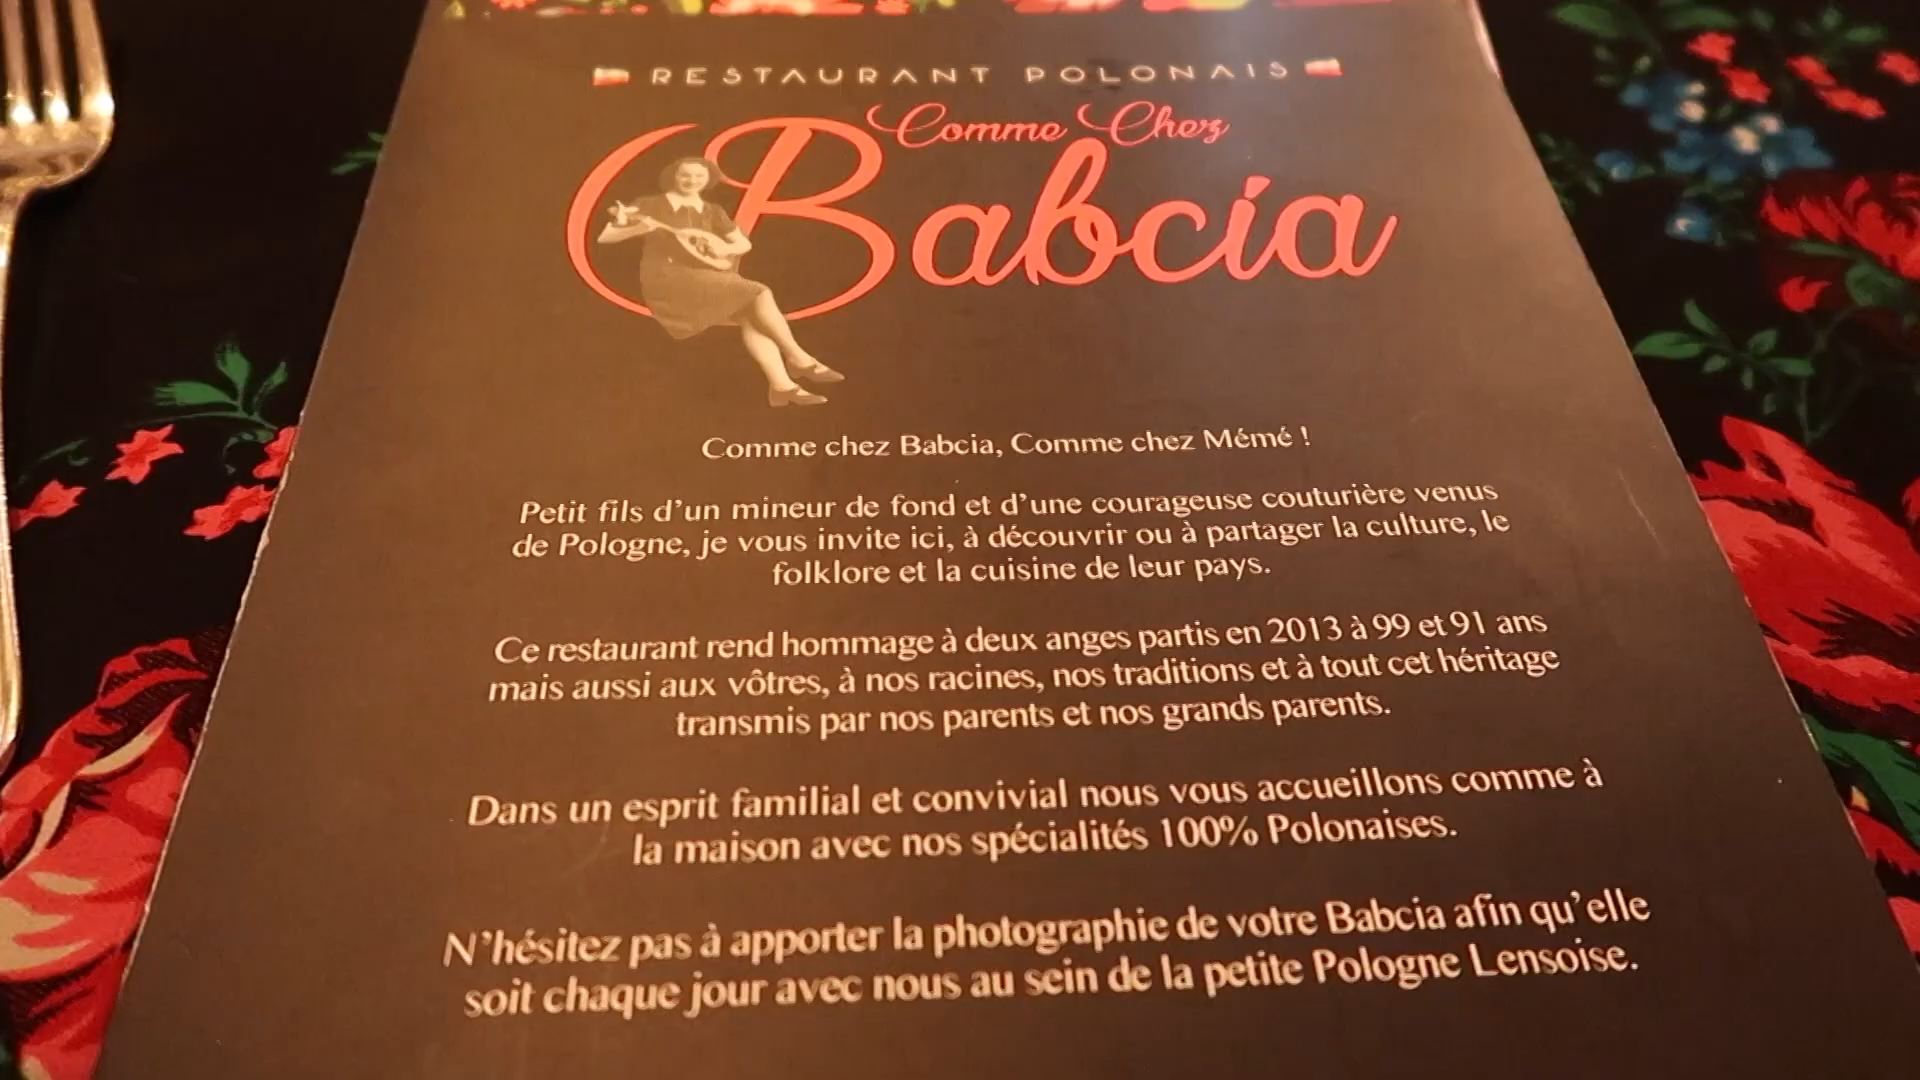 RESTAURANT POLONAIS
Comme Chez
Babcia
Comme chez Babcia, Comme chez Mémé !
Petit fils d'un mineur de fond et d'une courageuse couturière venus
de Pologne, je vous invite ici, à découvrir ou à partager la culture, le
folklore et la cuisine de leur pays.
Ce restaurant rend hommage à deux anges partis en 2013 à 99 et 91 ans
mais aussi aux vôtres, à nos racines, nos traditions et à tout cet héritage
transmis par nos parents et nos grands parents.
Dans un esprit familial et convivial nous vous accueillons comme à
la maison avec nos spécialités 100% Polonaises.
N'hésitez pas à apporter la photographie de votre Babcia afin qu'elle
soit chaque jour avec nous au sein de la petite Pologne Lensoise.